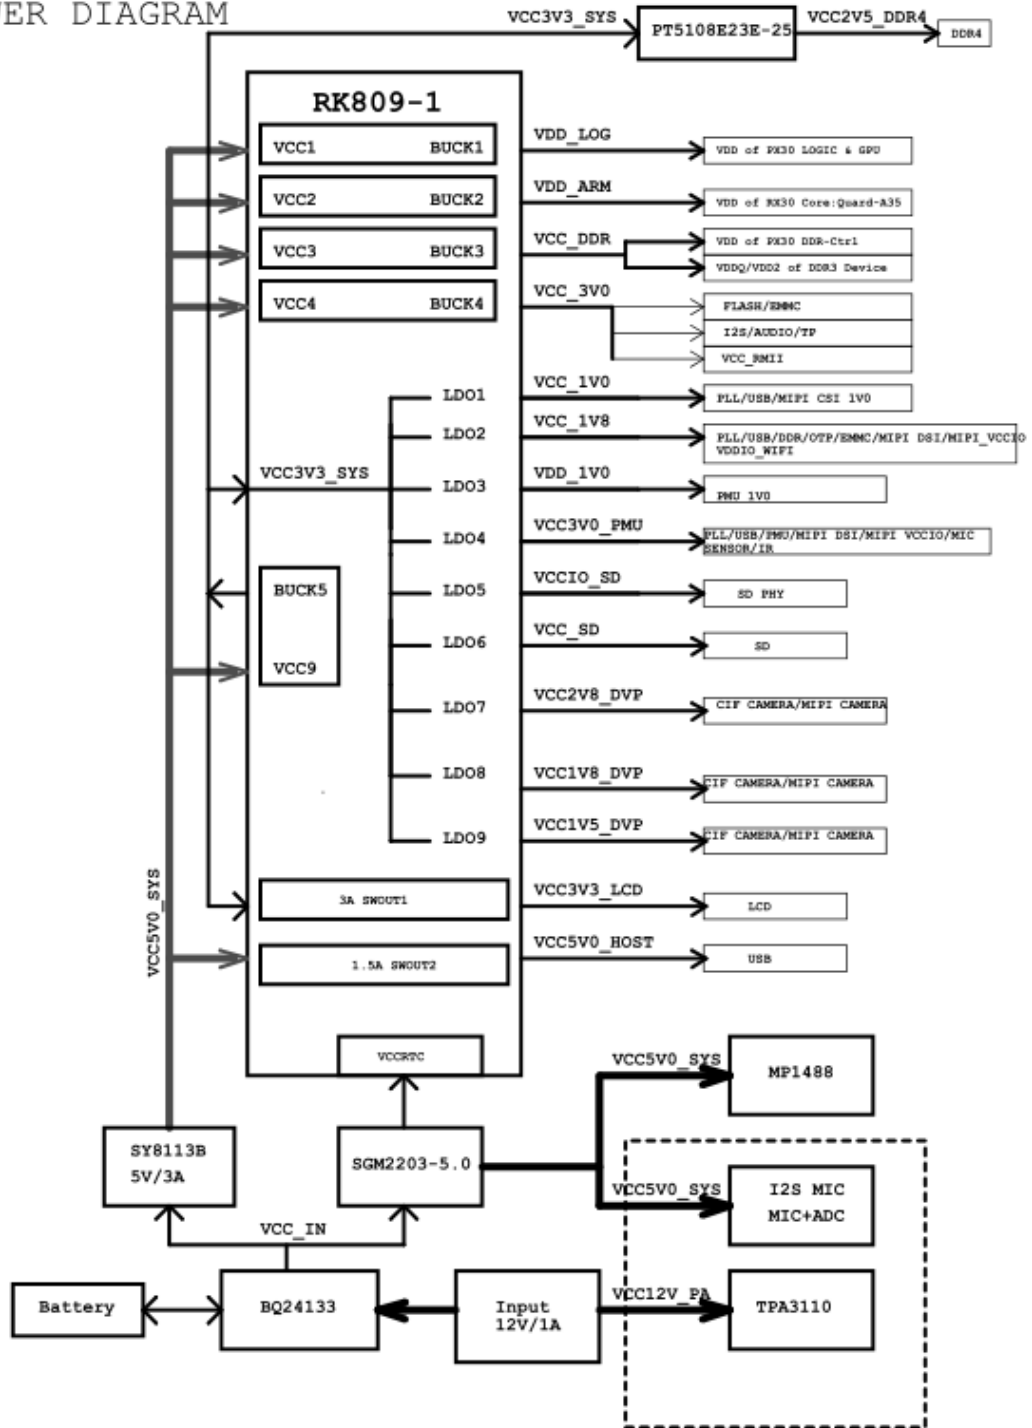 WER DIAGRAM
VCC3V3_SYS
PT5108E23E-25
VCC2V5_DDR4
DDR4
RK809-1
VCC1
BUCK1
VDD_LOG
VDD of PX30 LOGIC & GPU
VCC2
BUCK2
VDD_ARM
VDD of RX30 Core:Quard-A35
VCC3
BUCK3
VCC_DDR
VDD of PX30 DDR-Ctrl
VDDQ/VDD2 of DDR3 Device
VCC4
BUCK4
VCC_3V0
FLASH/EMMC
I2S/AUDIO/TP
VCC_RMII
LDO1
VCC_1V0
PLL/USB/MIPI CSI 1V0
LDO2
VCC_1V8
PLL/USB/DDR/OTP/EMMC/MIPI DSI/MIPI_VCCIO
VDDIO_WIFI
VCC3V3_SYS
LDO3
VDD_1V0
PMU 1V0
LDO4
VCC3V0_PMU
PLL/USB/PMU/MIPI DSI/MIPI VCCIO/MIC
SENSOR/IR
BUCK5
LDO5
VCCIO_SD
SD PHY
LDO6
VCC_SD
SD
VCC9
LDO7
VCC2V8_DVP
CIF CAMERA/MIPI CAMERA
LDO8
VCC1V8_DVP
CIF CAMERA/MIPI CAMERA
LDO9
VCC1V5_DVP
CIF CAMERA/MIPI CAMERA
VCC5V0_SYS
3A SWOUT1
VCC3V3_LCD
LCD
1.5A SWOUT2
VCC5V0_HOST
USB
VCCRTC
VCC5V0_SYS
MP1488
SY8113B
5V/3A
SGM2203-5.0
VCC5V0_SYS
I2S MIC
MIC+ADC
VCC_IN
Battery
BQ24133
Input
12V/1A
VCC12V_PA
TPA3110